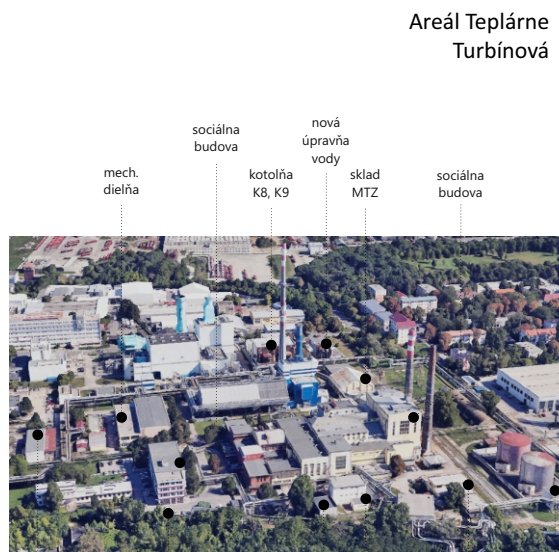 Areál Teplárne
Turbínová
sociálna
budova
nová
úpravňa
vody
mech.
dielňa
kotolňa
K8, K9
sklad
MTZ
sociálna
budova